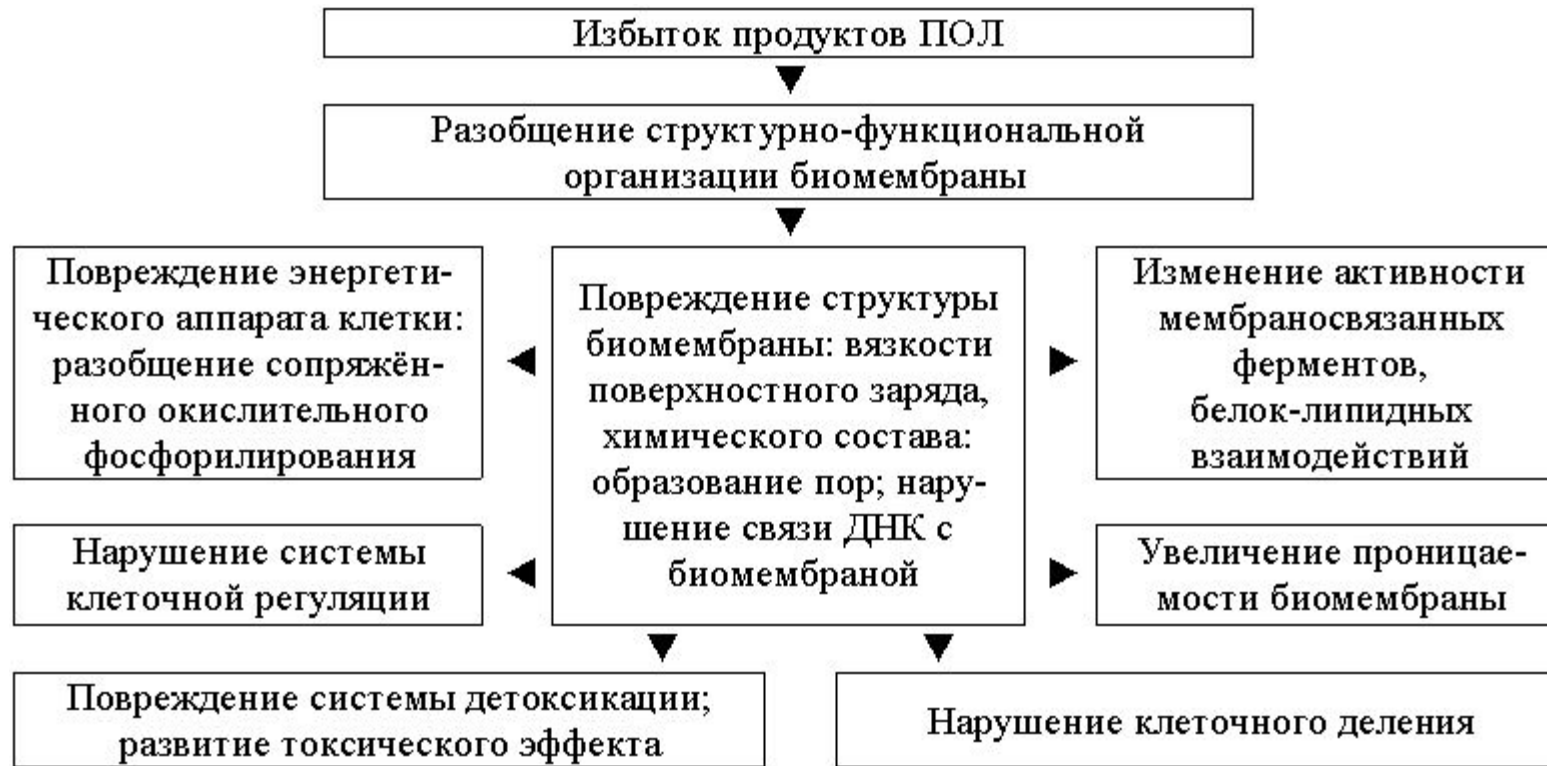 Избыток продуктов ПОЛ
Разобщение структурно-функциональной
организации биомембраны
Повреждение энергети-
ческого аппарата клетки:
разобщение сопряжён-
ного окислительного
фосфорилирования
Повреждение структуры
биомембраны: вязкости
поверхностного заряда,
химического состава:
образование пор; нару-
шение связи ДНК с
биомембраной
Изменение активности
мембраносвязанных
ферментов,
белок-липидных
взаимодействий
Нарушение системы
клеточной регуляции
Увеличение проницае-
мости биомембраны
Повреждение системы детоксикации;
развитие токсического эффекта
Нарушение клеточного деления